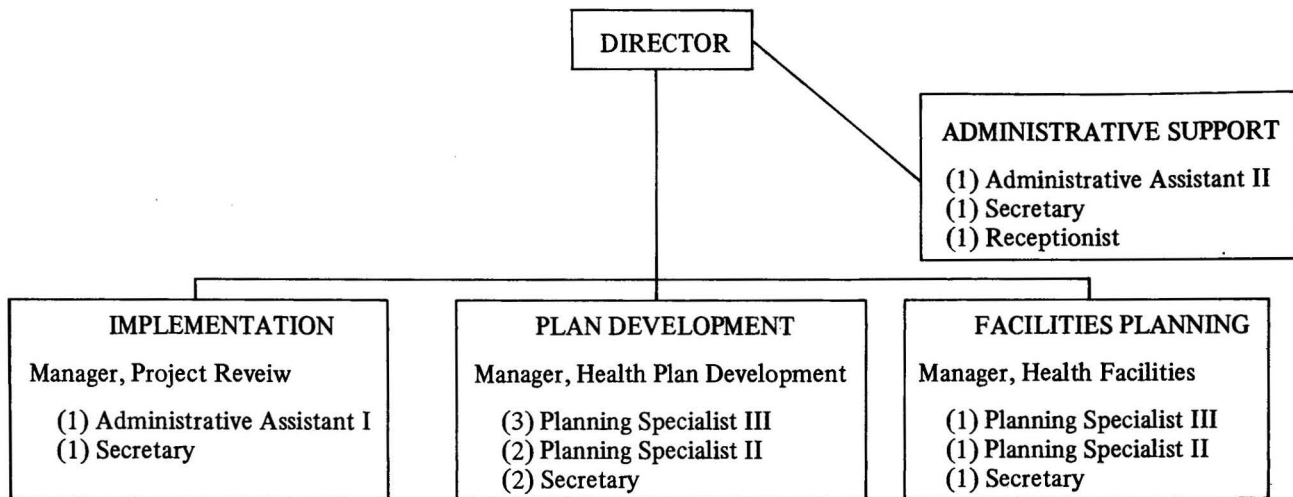 DIRECTOR
ADMINISTRATIVE SUPPORT
(1) Administrative Assistant II
(1) Secretary
(1) Receptionist
IMPLEMENTATION
Manager, Project Reveiw
(1) Administrative Assistant I
(1) Secretary
PLAN DEVELOPMENT
Manager, Health Plan Development
(3) Planning Specialist III
(2) Planning Specialist II
(2) Secretary
FACILITIES PLANNING
Manager, Health Facilities
(1) Planning Specialist III
(1) Planning Specialist II
(1) Secretary